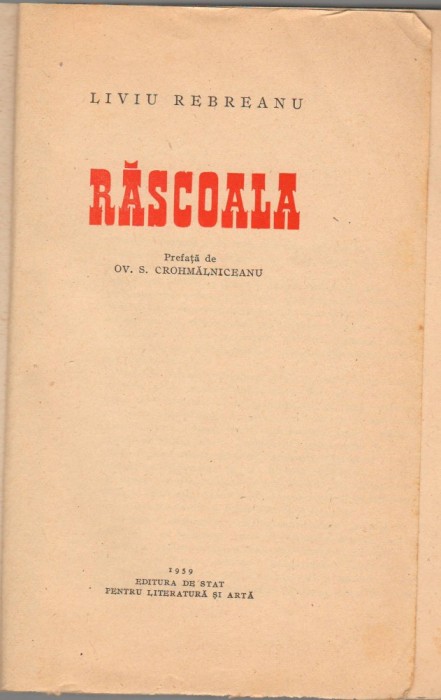 LIVIU REBREANU
RĂSCOALA
Prefață de
OV. S. CROHMĂLNICEANU
1959
EDITURA DE STAT
PENTRU LITERATURĂ ȘI ARTĂ